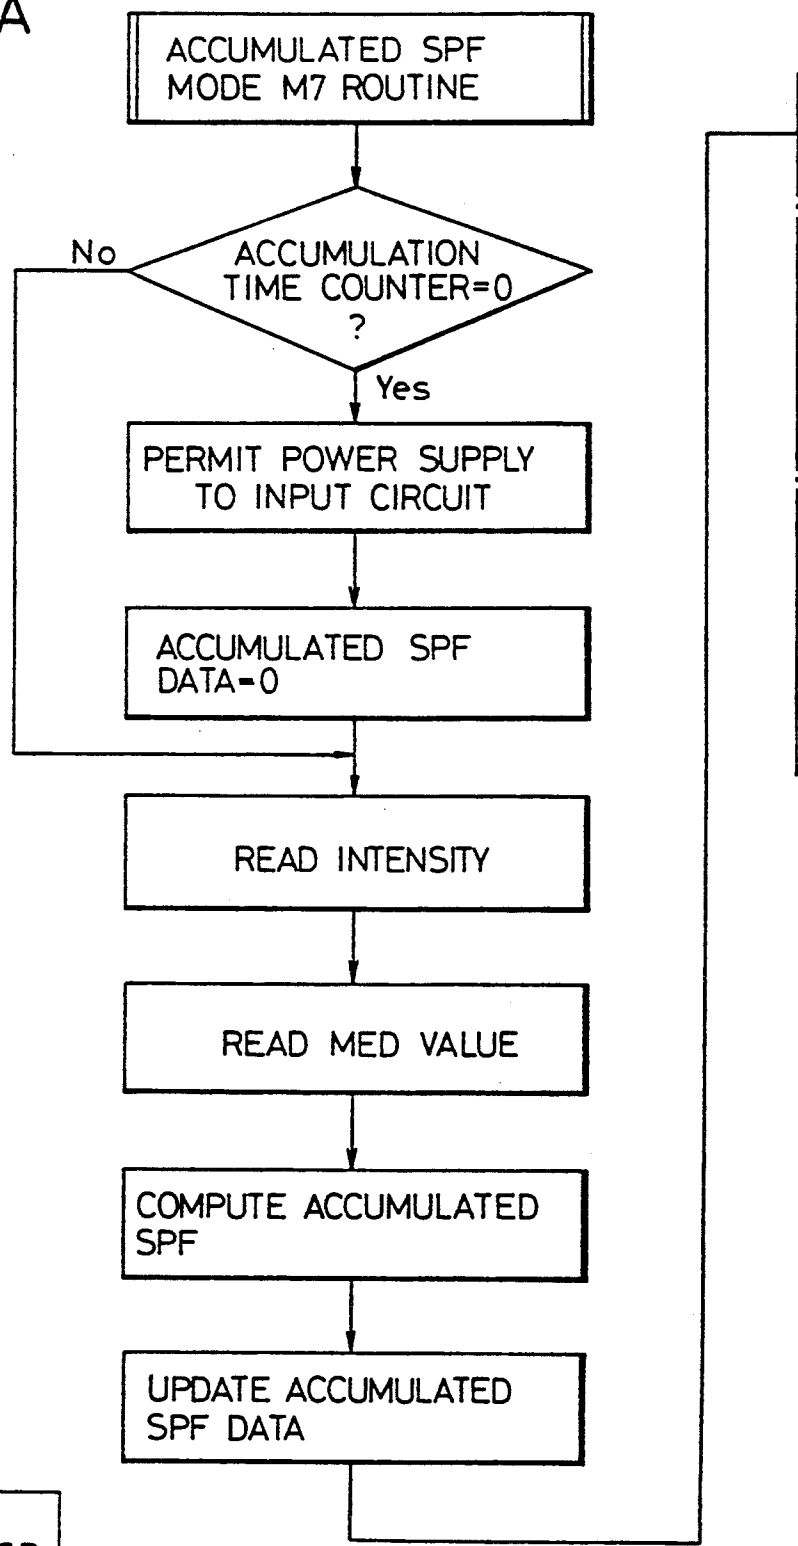 A
ACCUMULATED SPF
MODE M7 ROUTINE
No
ACCUMULATION
TIME COUNTER=0
?
Yes
PERMIT POWER SUPPLY
TO INPUT CIRCUIT
ACCUMULATED SPF
DATA=0
READ INTENSITY
READ MED VALUE
COMPUTE ACCUMULATED
SPF
UPDATE ACCUMULATED
SPF DATA